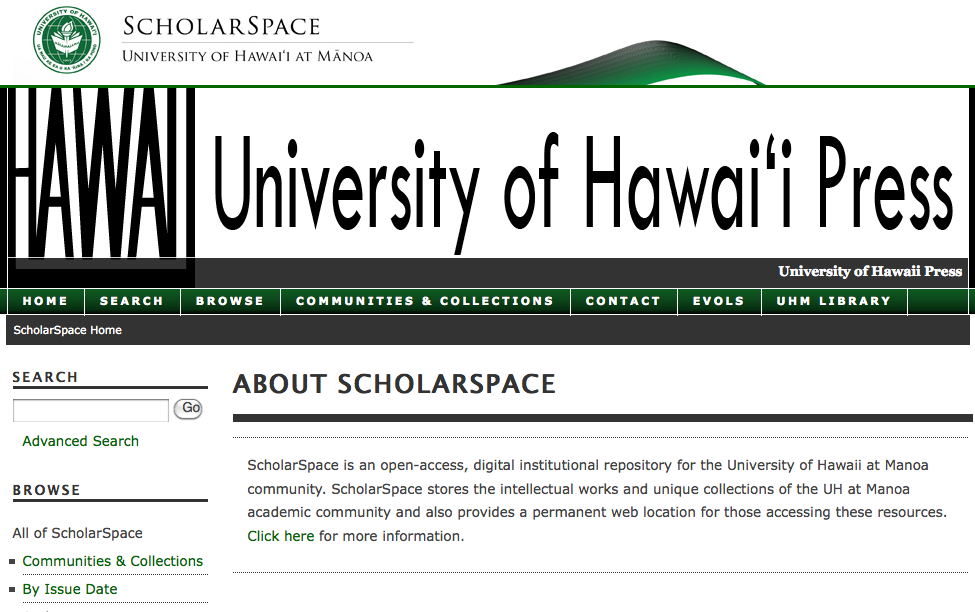 SCHOLARSPACE
UNIVERSITY OF HAWAIʻI AT MĀNOA
HAWAII
University of Hawaiʻi Press
University of Hawaii Press
HOME SEARCH BROWSE COMMUNITIES & COLLECTIONS CONTACT EVOLS UHM LIBRARY
ScholarSpace Home
SEARCH
Go
Advanced Search
BROWSE
All of ScholarSpace
Communities & Collections
By Issue Date
ABOUT SCHOLARSPACE
ScholarSpace is an open-access, digital institutional repository for the University of Hawaii at Manoa
community. ScholarSpace stores the intellectual works and unique collections of the UH at Manoa
academic community and also provides a permanent web location for those accessing these resources.
Click here for more information.